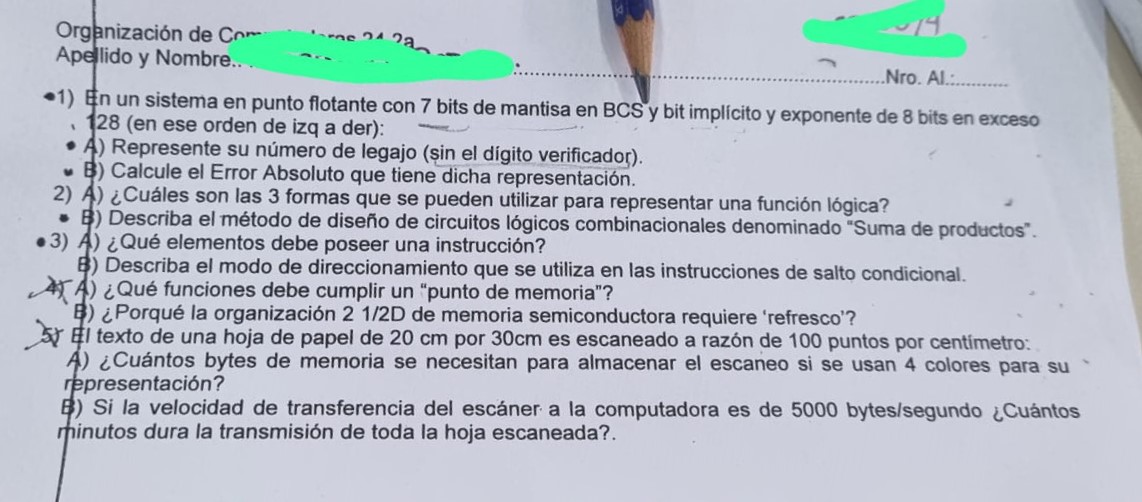 Organización de 24 2a
Apellido y Nombre..
Nro. Al.:
1) En un sistema en punto flotante con 7 bits de mantisa en BCS y bit implícito y exponente de 8 bits en exceso
128 (en ese orden de izq a der):
A) Represente su número de legajo (sin el dígito verificador).
B) Calcule el Error Absoluto que tiene dicha representación.
2) A) ¿Cuáles son las 3 formas que se pueden utilizar para representar una función lógica?
B) Describa el método de diseño de circuitos lógicos combinacionales denominado “Suma de productos”.
3) A) ¿Qué elementos debe poseer una instrucción?
B) Describa el modo de direccionamiento que se utiliza en las instrucciones de salto condicional.
4) A) ¿Qué funciones debe cumplir un “punto de memoria”?
B) ¿Porqué la organización 2 1/2D de memoria semiconductora requiere ‘refresco’?
5) El texto de una hoja de papel de 20 cm por 30cm es escaneado a razón de 100 puntos por centímetro:
A) ¿Cuántos bytes de memoria se necesitan para almacenar el escaneo si se usan 4 colores para su
representación?
B) Si la velocidad de transferencia del escáner a la computadora es de 5000 bytes/segundo ¿Cuántos
minutos dura la transmisión de toda la hoja escaneada?.